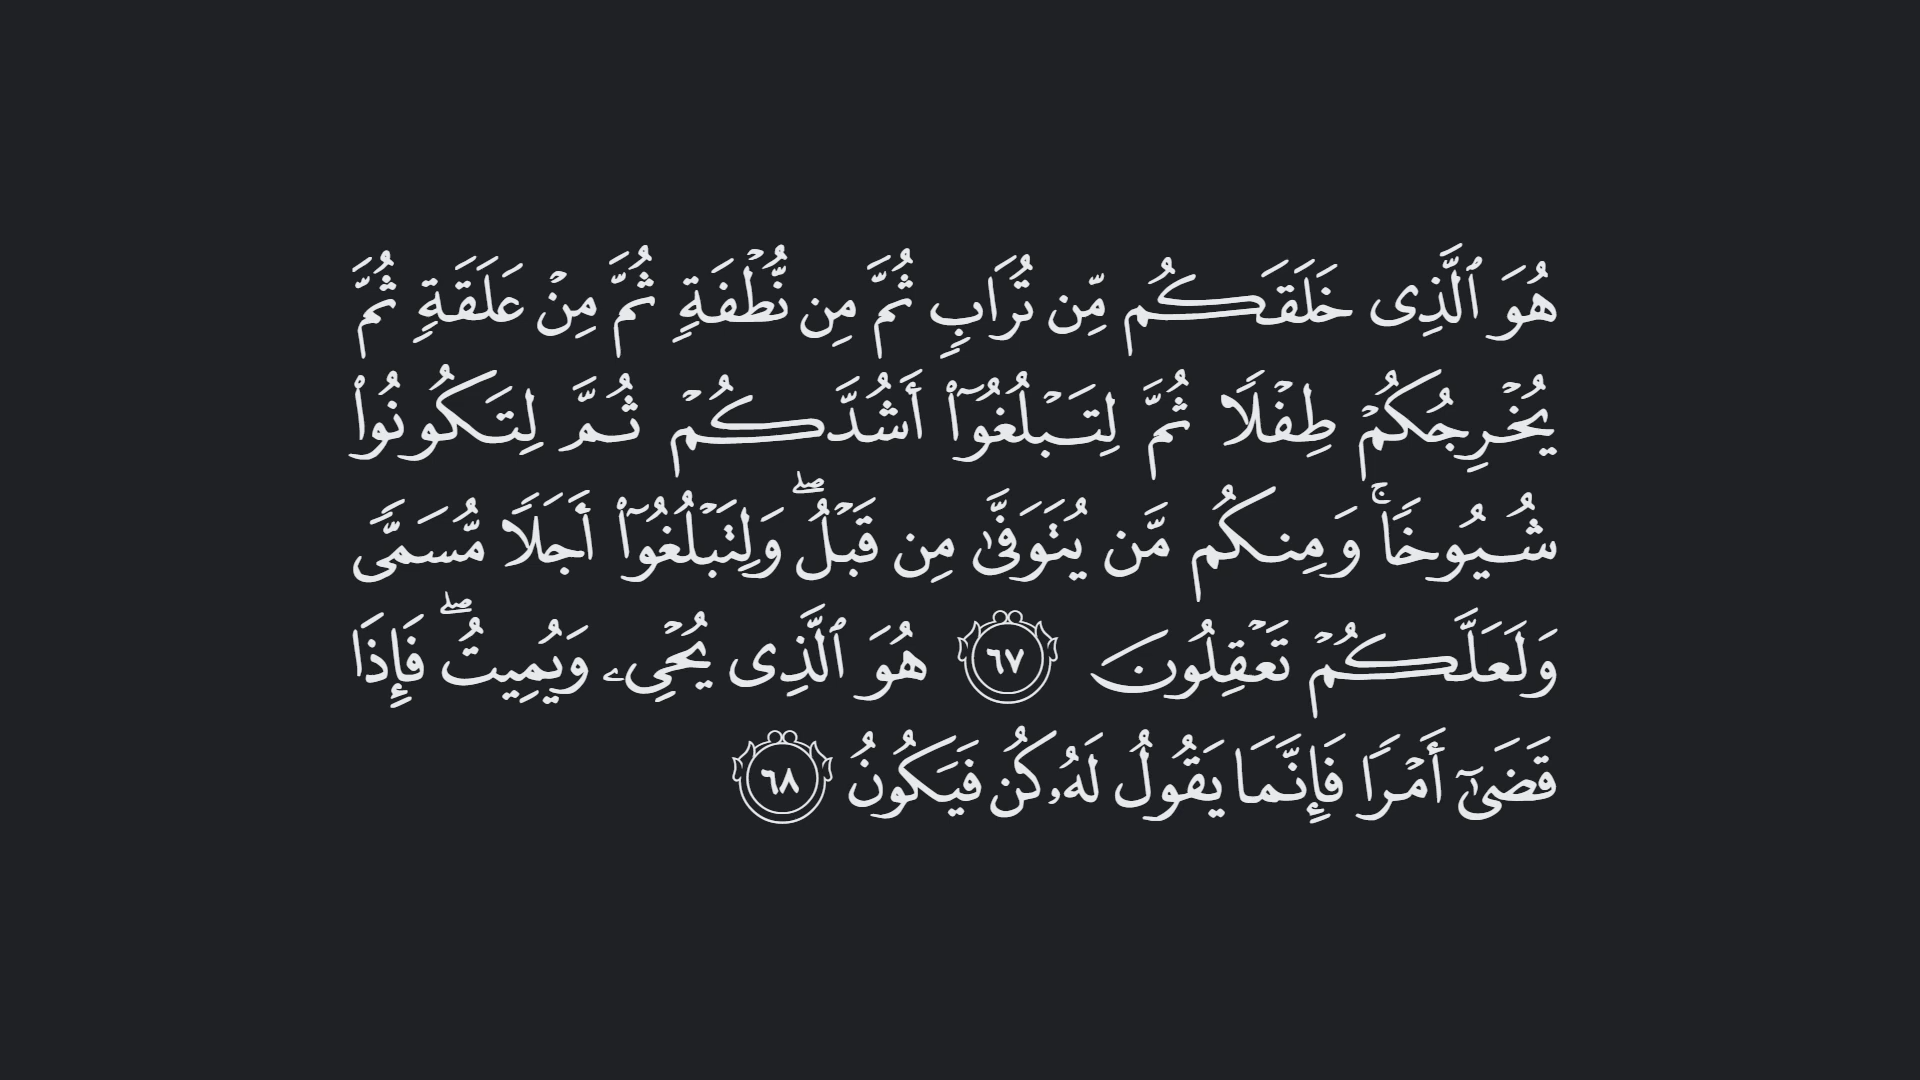 هُوَ ٱلَّذِى خَلَقَكُم مِّن تُرَابٍ ثُمَّ مِن نُّطْفَةٍ ثُمَّ مِنْ عَلَقَةٍ ثُمَّ
يُخْرِجُكُمْ طِفْلًا ثُمَّ لِتَبْلُغُوٓا۟ أَشُدَّكُمْ ثُمَّ لِتَكُونُوا۟
شُيُوخًا ۚ وَمِنكُم مَّن يُتَوَفَّىٰ مِن قَبْلُ ۖ وَلِتَبْلُغُوٓا۟ أَجَلًا مُّسَمًّى
وَلَعَلَّكُمْ تَعْقِلُونَ ٦٧ هُوَ ٱلَّذِى يُحْىِۦ وَيُمِيتُ ۖ فَإِذَا
قَضَىٰٓ أَمْرًا فَإِنَّمَا يَقُولُ لَهُۥ كُن فَيَكُونُ ٦٨